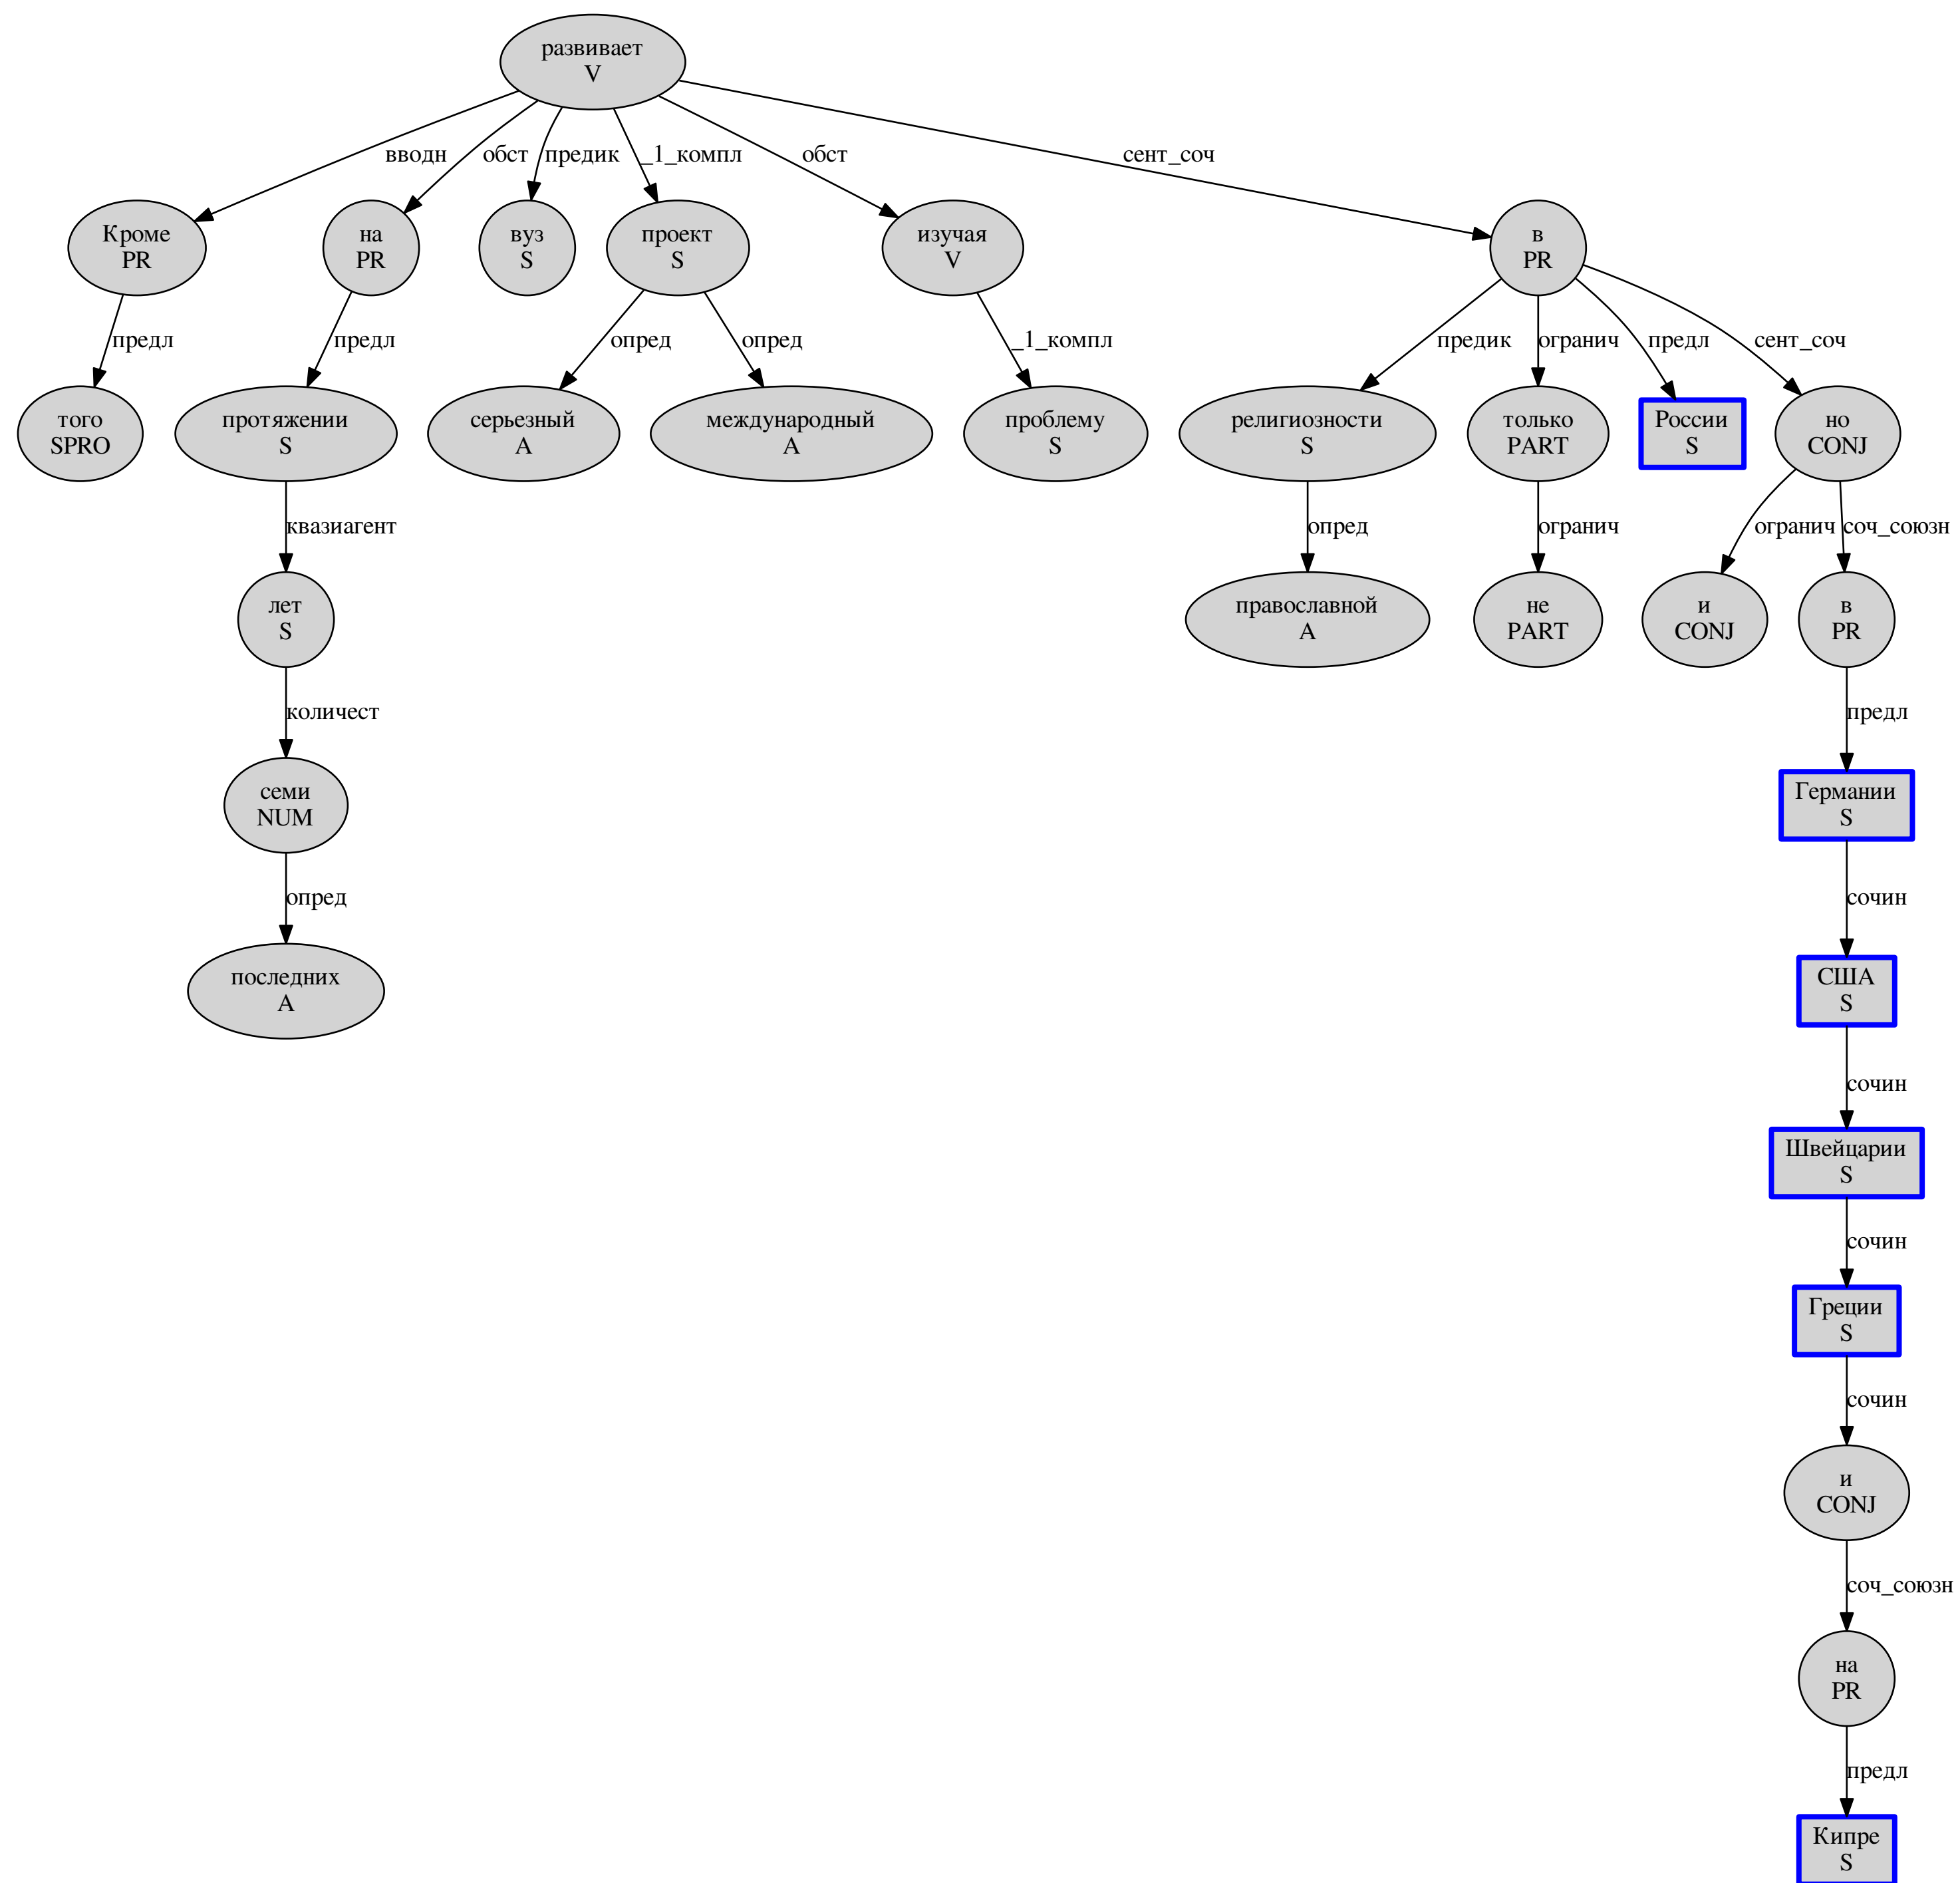 развивает
V
вводн
обст
предик
_1_компл
обст
сент_соч
Кроме
PR
на
PR
вуз
S
проект
S
изучая
V
в
PR
предл
предл
опред
опред
_1_компл
предик
огранич
предл
сент_соч
того
SPRO
протяжении
S
серьезный
A
международный
A
проблему
S
религиозности
S
только
PART
России
S
но
CONJ
квазиагент
опред
огранич
огранич
соч_союзн
лет
S
православной
A
не
PART
и
CONJ
в
PR
количест
предл
семи
NUM
Германии
S
опред
сочин
последних
A
США
S
сочин
Швейцарии
S
сочин
Греции
S
сочин
и
CONJ
соч_союзн
на
PR
предл
Кипре
S